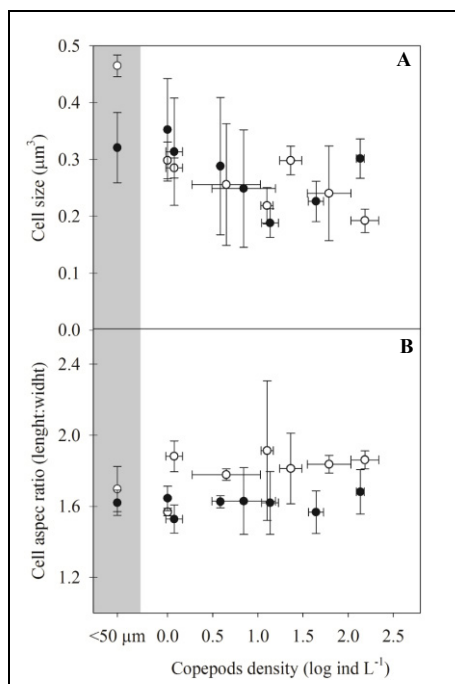 A
Cell size (µm³)
0.5
0.4
0.3
0.2
0.1
0.0
B
Cell aspec ratio (lenght:widht)
2.4
2.0
1.6
1.2
<50 µm 0.0 0.5 1.0 1.5 2.0 2.5
Copepods density (log ind L⁻¹)